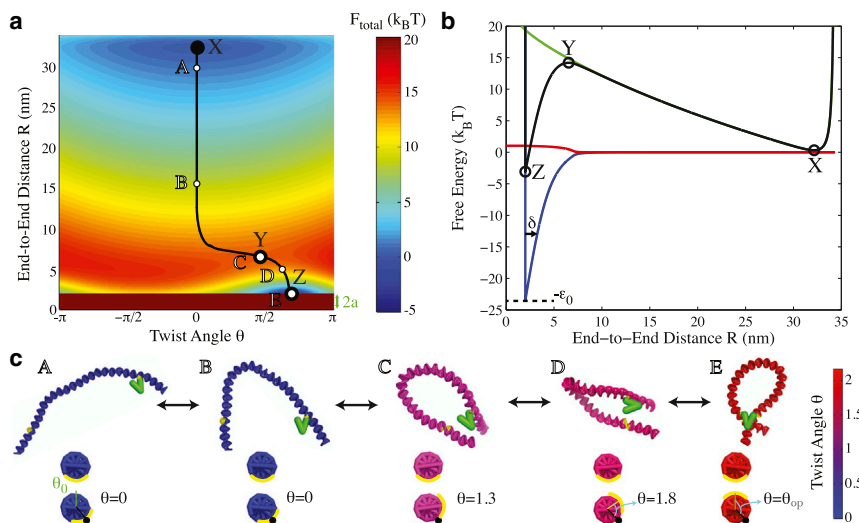 a
F_total (k_BT)
20
15
10
5
0
-5
30
25
20
15
10
5
0
End-to-End Distance R (nm)
X
A
B
Y
C
D
Z
E
2a
-π
-π/2
0
π/2
π
Twist Angle θ
b
20
15
10
5
0
-5
-10
-15
-20
-25
Free Energy (k_BT)
Y
X
Z
δ
-ε₀
0
5
10
15
20
25
30
35
End-to-End Distance R (nm)
c
A
B
C
D
E
θ₀
θ=0
θ=0
θ=1.3
θ=1.8
θ=θ_op
2
1.5
1
0.5
0
Twist Angle θ